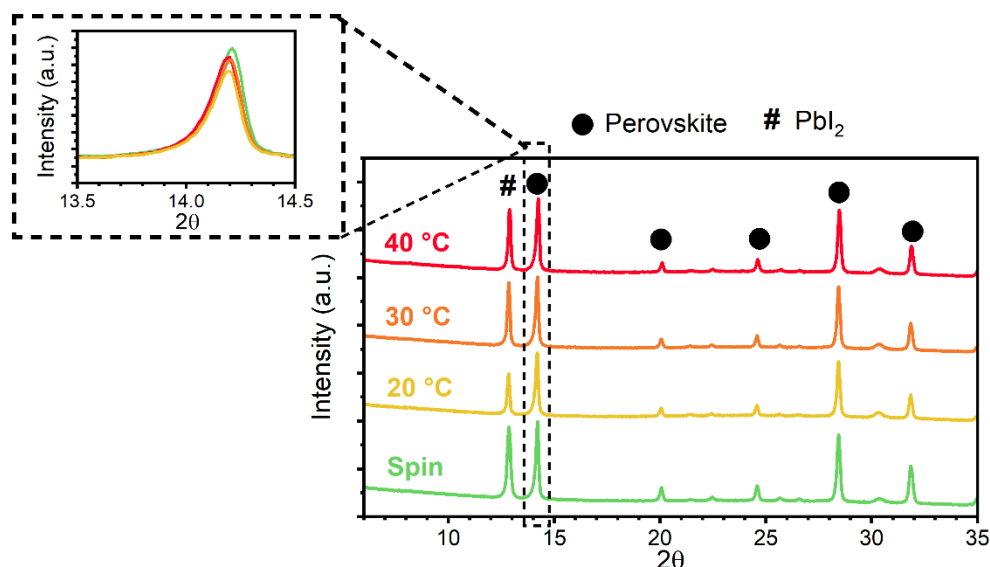 Intensity (a.u.)
13.5 14.0 14.5
2θ
● Perovskite # PbI₂
Intensity (a.u.)
#
40 °C
30 °C
20 °C
Spin
10 15 20 25 30 35
2θ